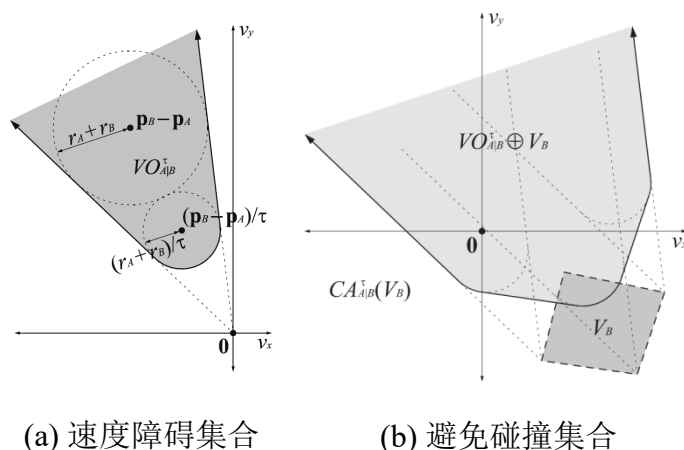 v_y
r_A + r_B
p_B − p_A
VO^τ_{A|B}
(p_B − p_A)/τ
(r_A + r_B)/τ
0
v_x
(a) 速度障碍集合
v_y
VO^τ_{A|B} ⊕ V_B
0
v_x
CA^τ_{A|B}(V_B)
V_B
(b) 避免碰撞集合